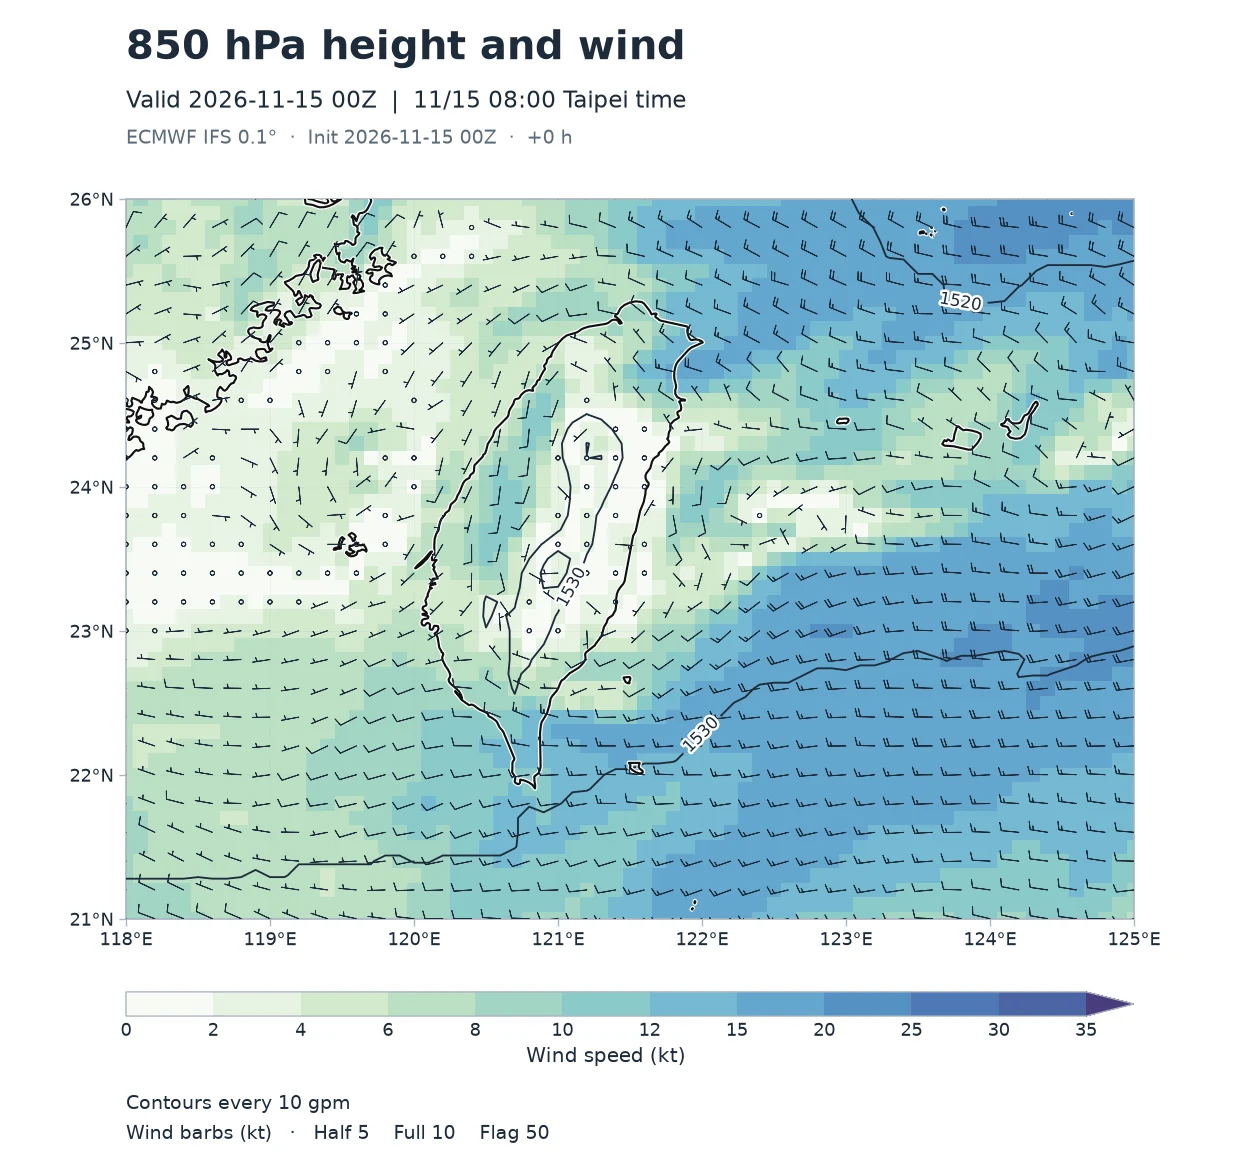 850 hPa height and wind
Valid 2026-11-15 00Z | 11/15 08:00 Taipei time
ECMWF IFS 0.1° · Init 2026-11-15 00Z · +0 h
26°N
25°N
24°N
23°N
22°N
21°N
1520
1530
1530
118°E 119°E 120°E 121°E 122°E 123°E 124°E 125°E
0 2 4 6 8 10 12 15 20 25 30 35
Wind speed (kt)
Contours every 10 gpm
Wind barbs (kt) · Half 5 Full 10 Flag 50